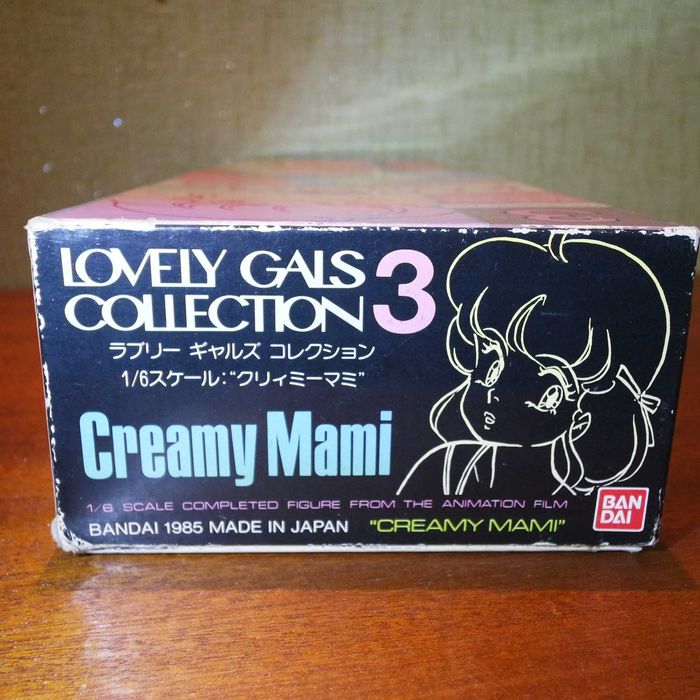 LOVELY GALS
COLLECTION 3
ラブリー ギャルズ コレクション
1/6スケール:“クリィミーマミ”
Creamy Mami
1/6 SCALE COMPLETED FIGURE FROM THE ANIMATION FILM
BANDAI 1985 MADE IN JAPAN “CREAMY MAMI”
BAN
DAI